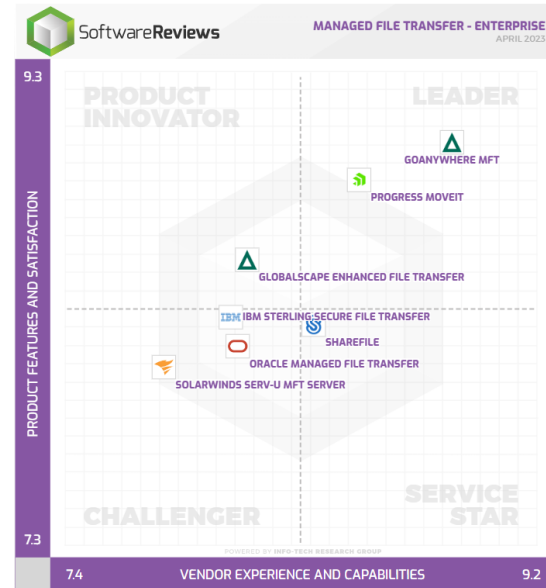 SoftwareReviews
MANAGED FILE TRANSFER - ENTERPRISE
APRIL 2023
9.3
PRODUCT
INNOVATOR
LEADER
GOANYWHERE MFT
PROGRESS MOVEIT
GLOBALSCAPE ENHANCED FILE TRANSFER
IBM
IBM STERLING SECURE FILE TRANSFER
SHAREFILE
ORACLE MANAGED FILE TRANSFER
SOLARWINDS SERV-U MFT SERVER
PRODUCT FEATURES AND SATISFACTION
CHALLENGER
SERVICE
STAR
7.3
POWERED BY INFO-TECH RESEARCH GROUP
7.4
VENDOR EXPERIENCE AND CAPABILITIES
9.2